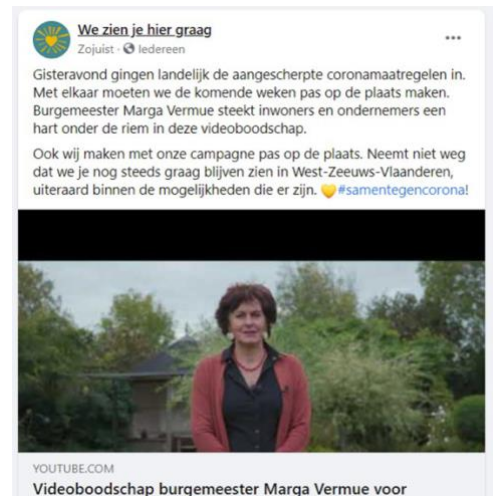 We zien je hier graag
Zojuist · Iedereen
Gisteravond gingen landelijk de aangescherpte coronamaatregelen in.
Met elkaar moeten we de komende weken pas op de plaats maken.
Burgemeester Marga Vermue steekt inwoners en ondernemers een
hart onder de riem in deze videoboodschap.
Ook wij maken met onze campagne pas op de plaats. Neemt niet weg
dat we je nog steeds graag blijven zien in West-Zeeuws-Vlaanderen,
uiteraard binnen de mogelijkheden die er zijn. 💛#samentegencorona!
YOUTUBE.COM
Videoboodschap burgemeester Marga Vermue voor